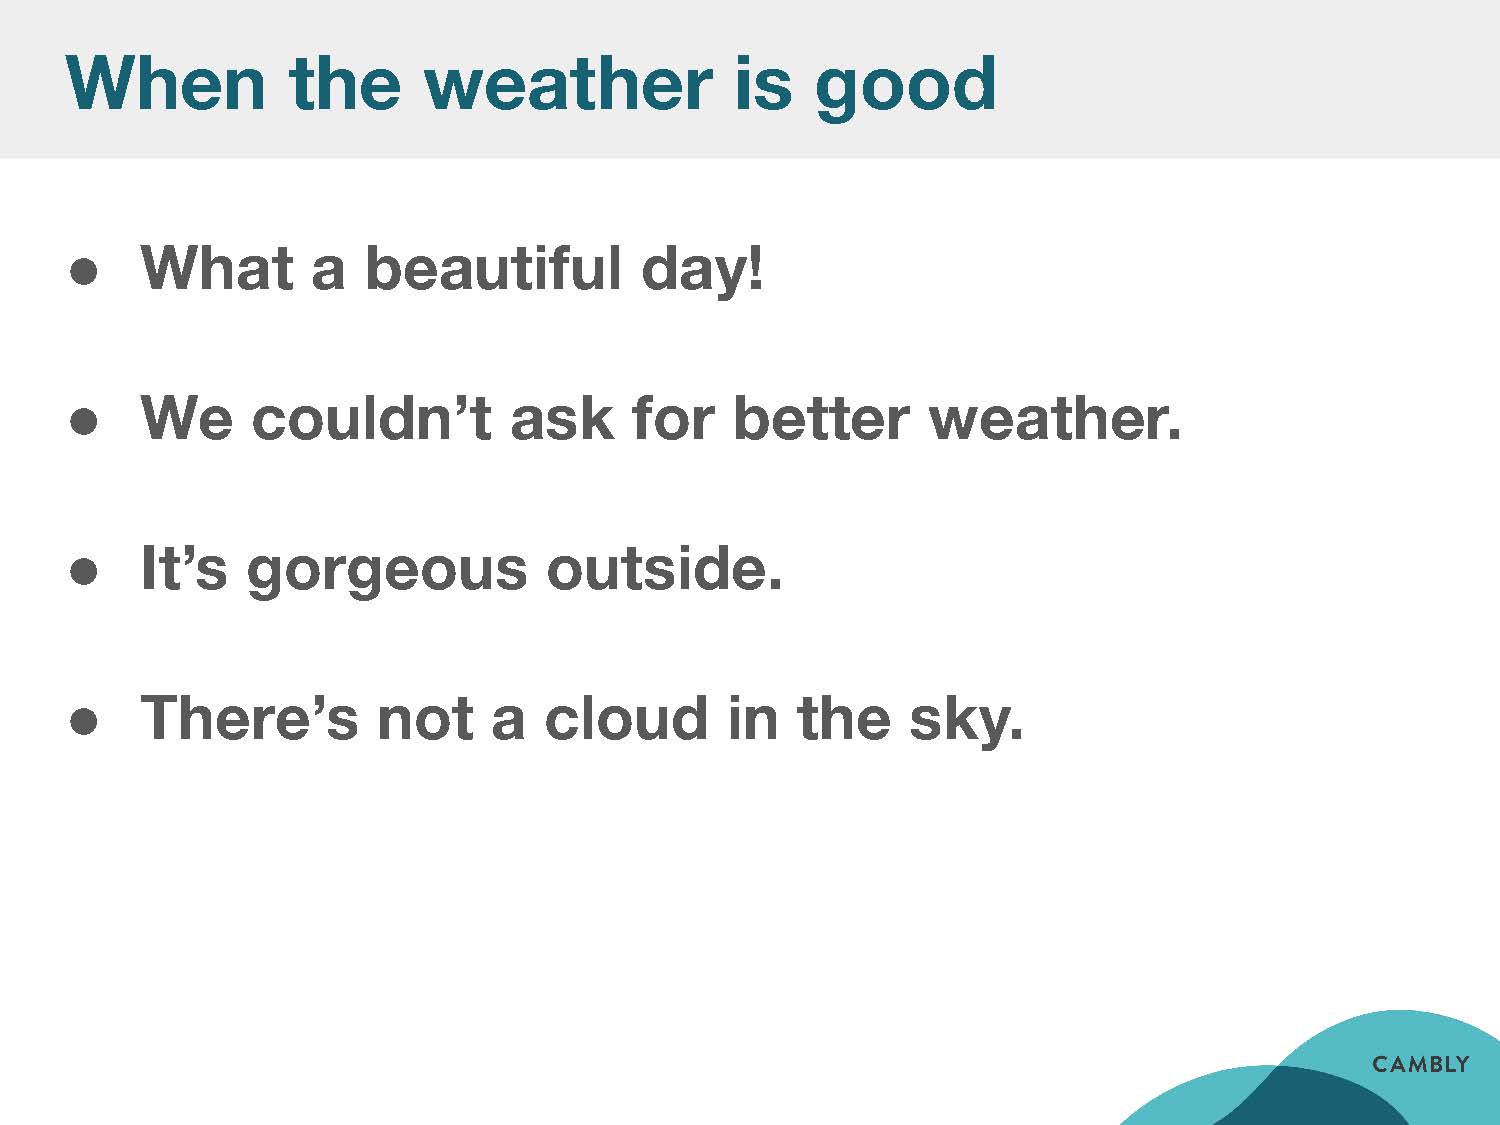 When the weather is good
● What a beautiful day!
● We couldn’t ask for better weather.
● It’s gorgeous outside.
● There’s not a cloud in the sky.
CAMBLY